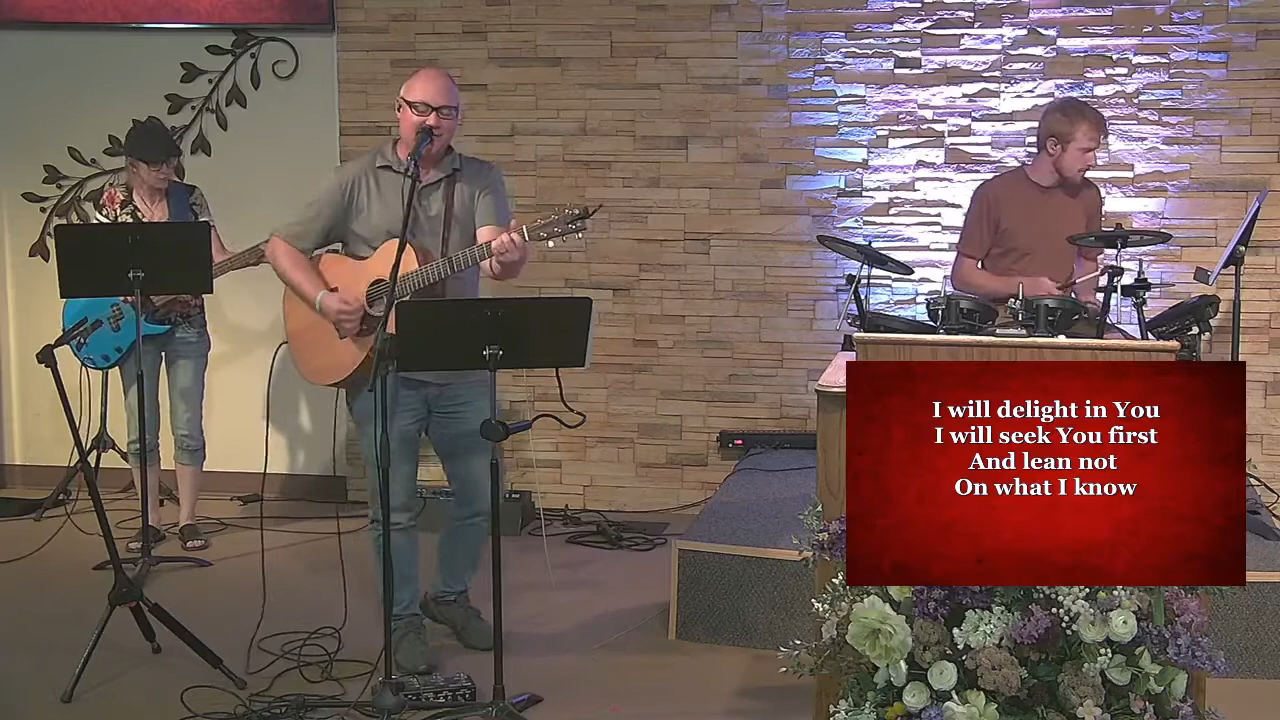 I will delight in You
I will seek You first
And lean not
On what I know